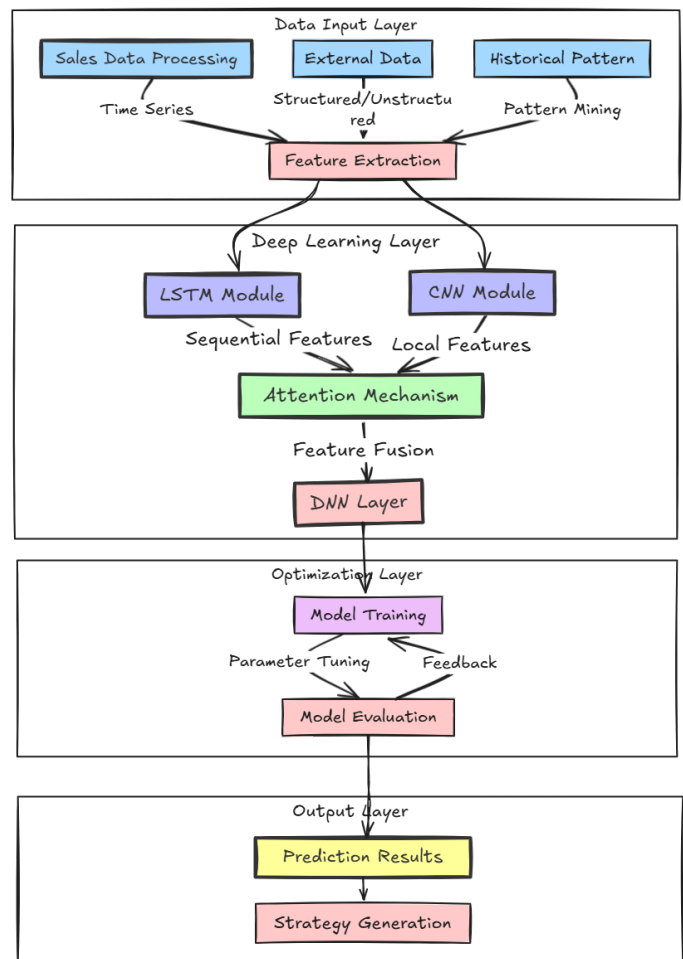 Data Input Layer
Sales Data Processing
External Data
Historical Pattern
Time Series
Structured/Unstructu
red
Pattern Mining
Feature Extraction
Deep Learning Layer
LSTM Module
CNN Module
Sequential Features
Local Features
Attention Mechanism
Feature Fusion
DNN Layer
Optimization Layer
Model Training
Parameter Tuning
Feedback
Model Evaluation
Output Layer
Prediction Results
Strategy Generation